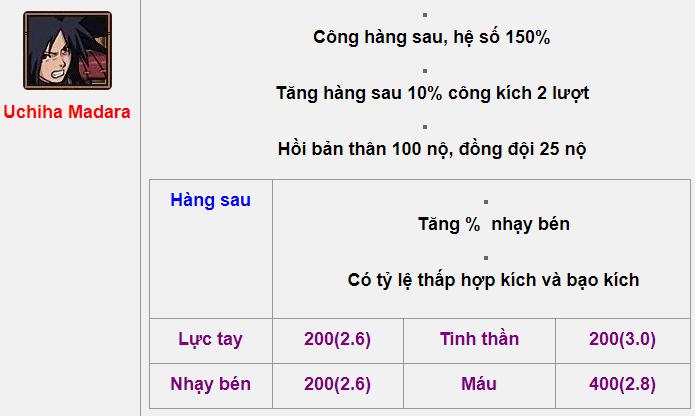 Công hàng sau, hệ số 150%
Tăng hàng sau 10% công kích 2 lượt
Uchiha Madara
Hồi bản thân 100 nộ, đồng đội 25 nộ
Hàng sau
Tăng % nhạy bén
Có tỷ lệ thấp hợp kích và bạo kích
Lực tay 200(2.6) Tinh thần 200(3.0)
Nhạy bén 200(2.6) Máu 400(2.8)